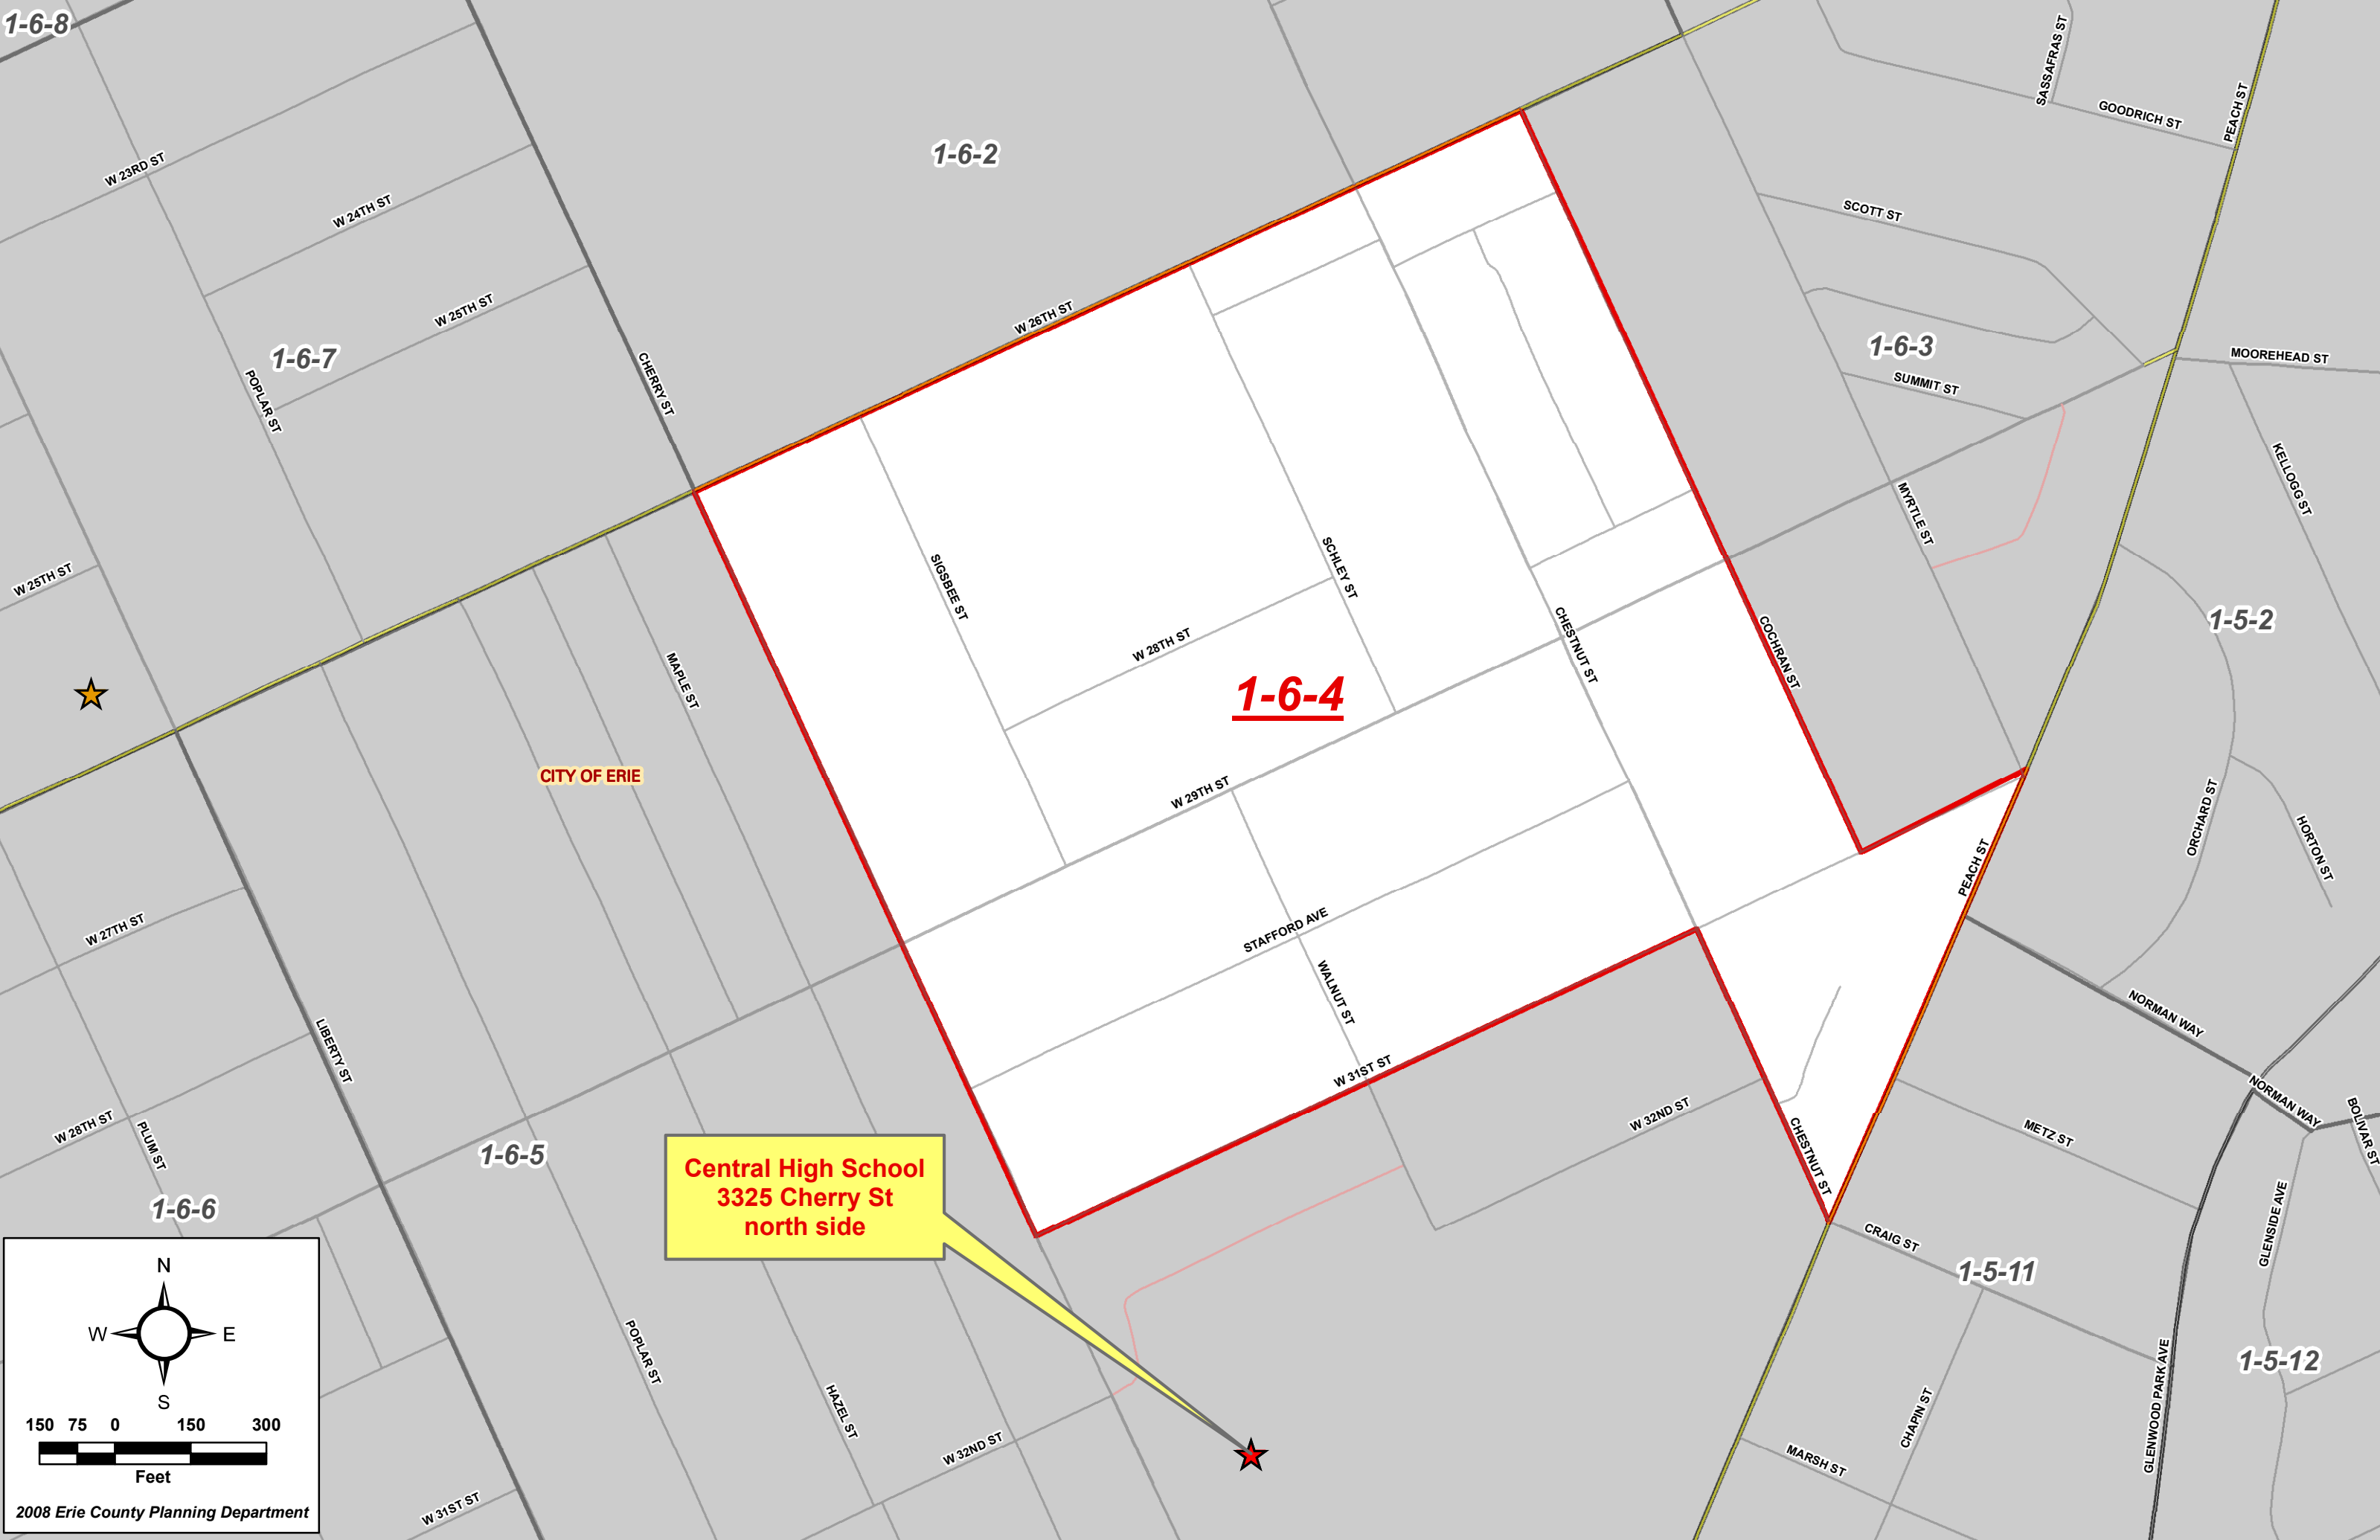 1-6-8
SASSAFRAS ST
GOODRICH ST
PEACH ST
W 23RD ST
1-6-2
W 24TH ST
SCOTT ST
W 25TH ST
W 26TH ST
1-6-7
CHERRY ST
POPLAR ST
1-6-3
MOOREHEAD ST
SUMMIT ST
KELLOGG ST
MYRTLE ST
W 25TH ST
SIGSBEE ST
SCHLEY ST
W 28TH ST
CHESTNUT ST
COCHRAN ST
1-5-2
MAPLE ST
1-6-4
CITY OF ERIE
W 29TH ST
ORCHARD ST
HORTON ST
PEACH ST
W 27TH ST
STAFFORD AVE
WALNUT ST
NORMAN WAY
LIBERTY ST
W 31ST ST
NORMAN WAY
BOLIVAR ST
W 28TH ST
PLUM ST
1-6-5
W 32ND ST
METZ ST
CHESTNUT ST
Central High School
3325 Cherry St
north side
1-6-6
GLENSIDE AVE
CRAIG ST
1-5-11
1-5-12
POPLAR ST
HAZEL ST
W 32ND ST
CHAPIN ST
MARSH ST
GLENWOOD PARK AVE
W 31ST ST
N
W E
S
150 75 0 150 300
Feet
2008 Erie County Planning Department